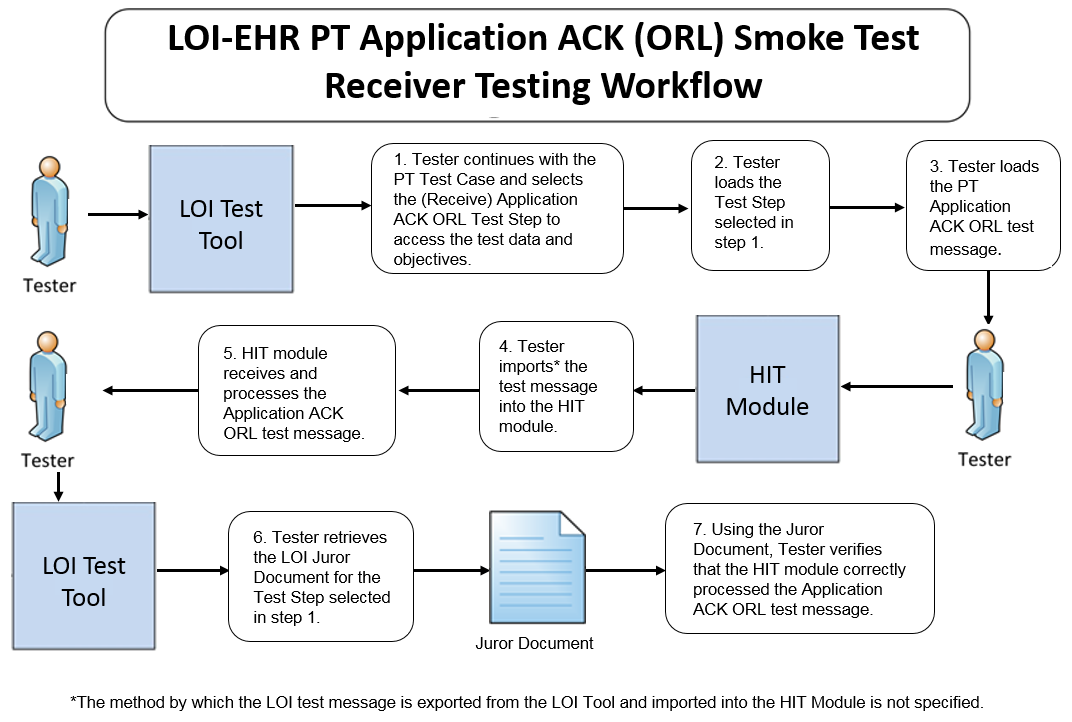 LOI-EHR PT Application ACK (ORL) Smoke Test
Receiver Testing Workflow
Tester
LOI Test
Tool
1. Tester continues with the
PT Test Case and selects
the (Receive) Application
ACK ORL Test Step to
access the test data and
objectives.
2. Tester
loads the
Test Step
selected in
step 1.
3. Tester loads
the PT
Application
ACK ORL test
message.
Tester
HIT
Module
4. Tester
imports* the
test message
into the HIT
module.
5. HIT module
receives and
processes the
Application ACK
ORL test message.
Tester
LOI Test
Tool
6. Tester retrieves
the LOI Juror
Document for the
Test Step selected
in step 1.
Juror Document
7. Using the Juror
Document, Tester verifies
that the HIT module correctly
processed the Application
ACK ORL test message.
*The method by which the LOI test message is exported from the LOI Tool and imported into the HIT Module is not specified.